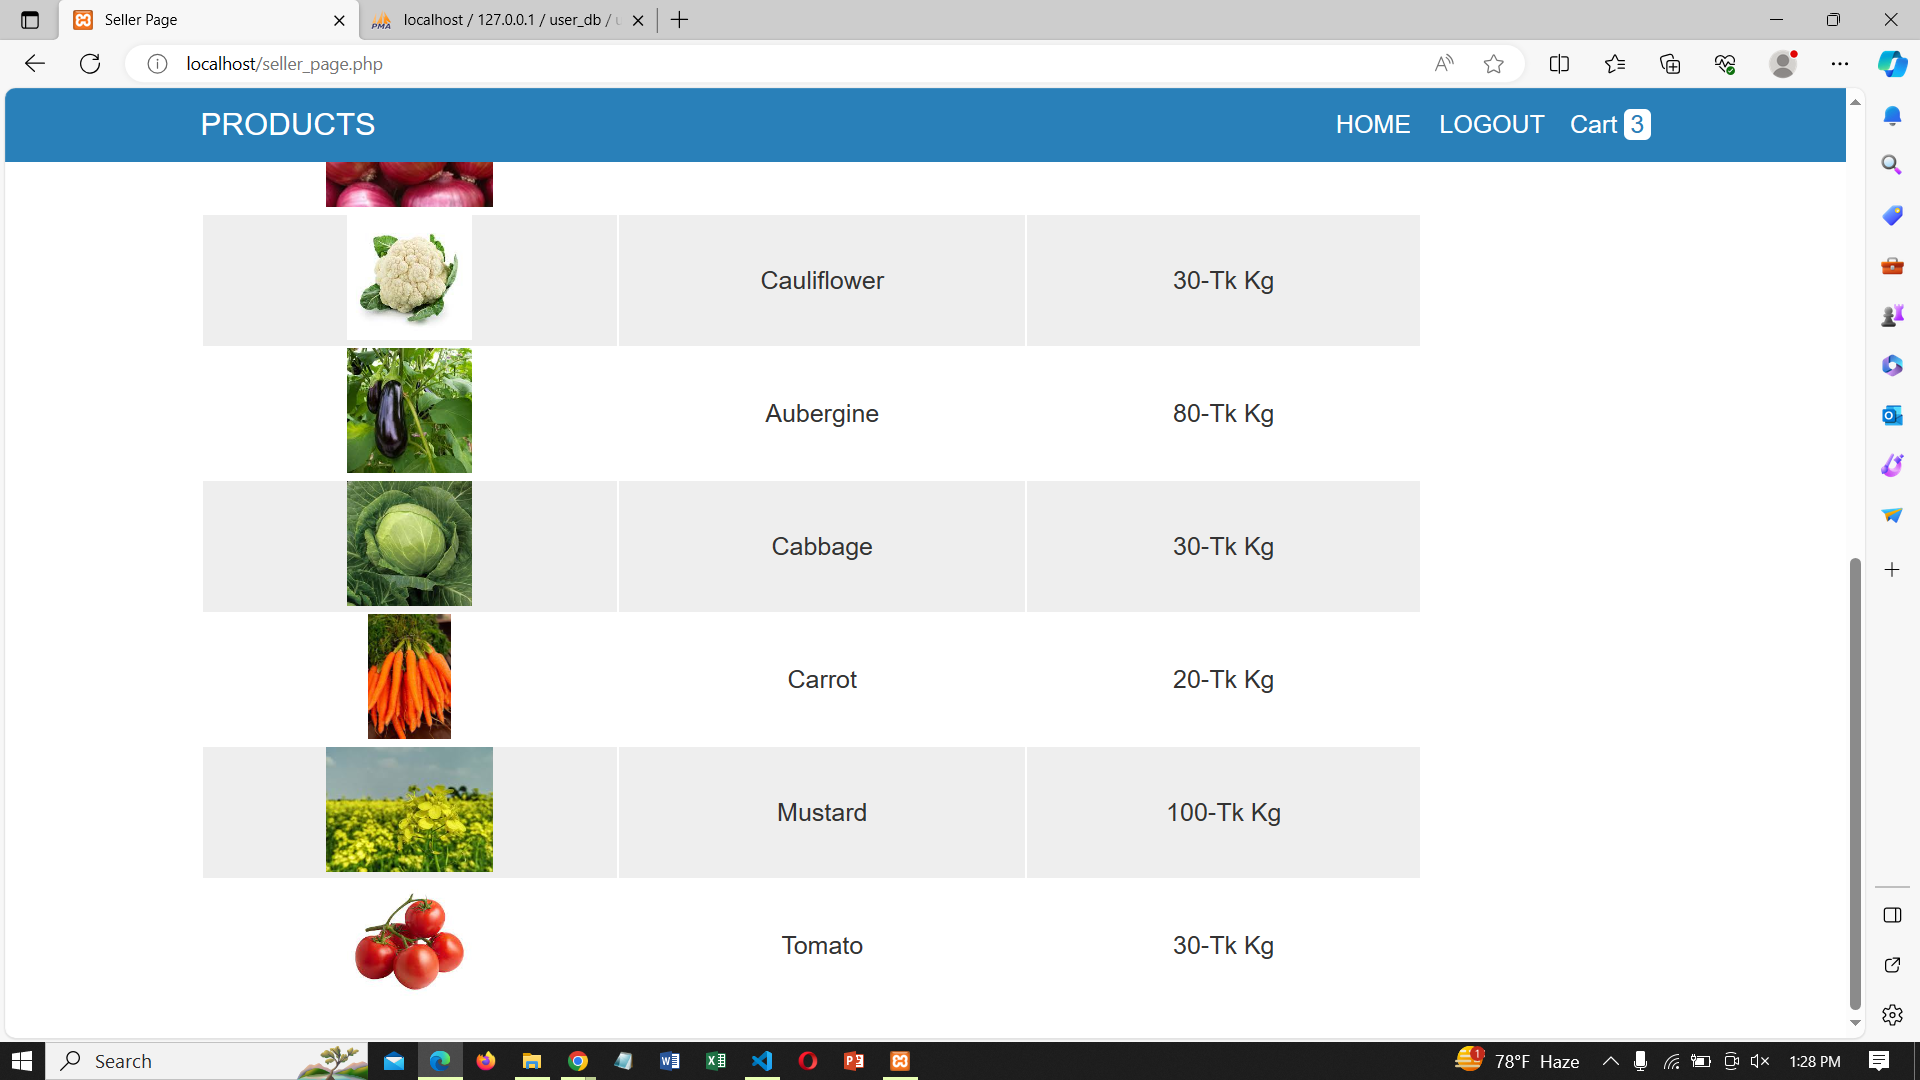 Seller Page
localhost / 127.0.0.1 / user_db / u
localhost/seller_page.php
PRODUCTS
HOME LOGOUT Cart 3
Cauliflower 30-Tk Kg
Aubergine 80-Tk Kg
Cabbage 30-Tk Kg
Carrot 20-Tk Kg
Mustard 100-Tk Kg
Tomato 30-Tk Kg
Search
1 78°F Haze 1:28 PM